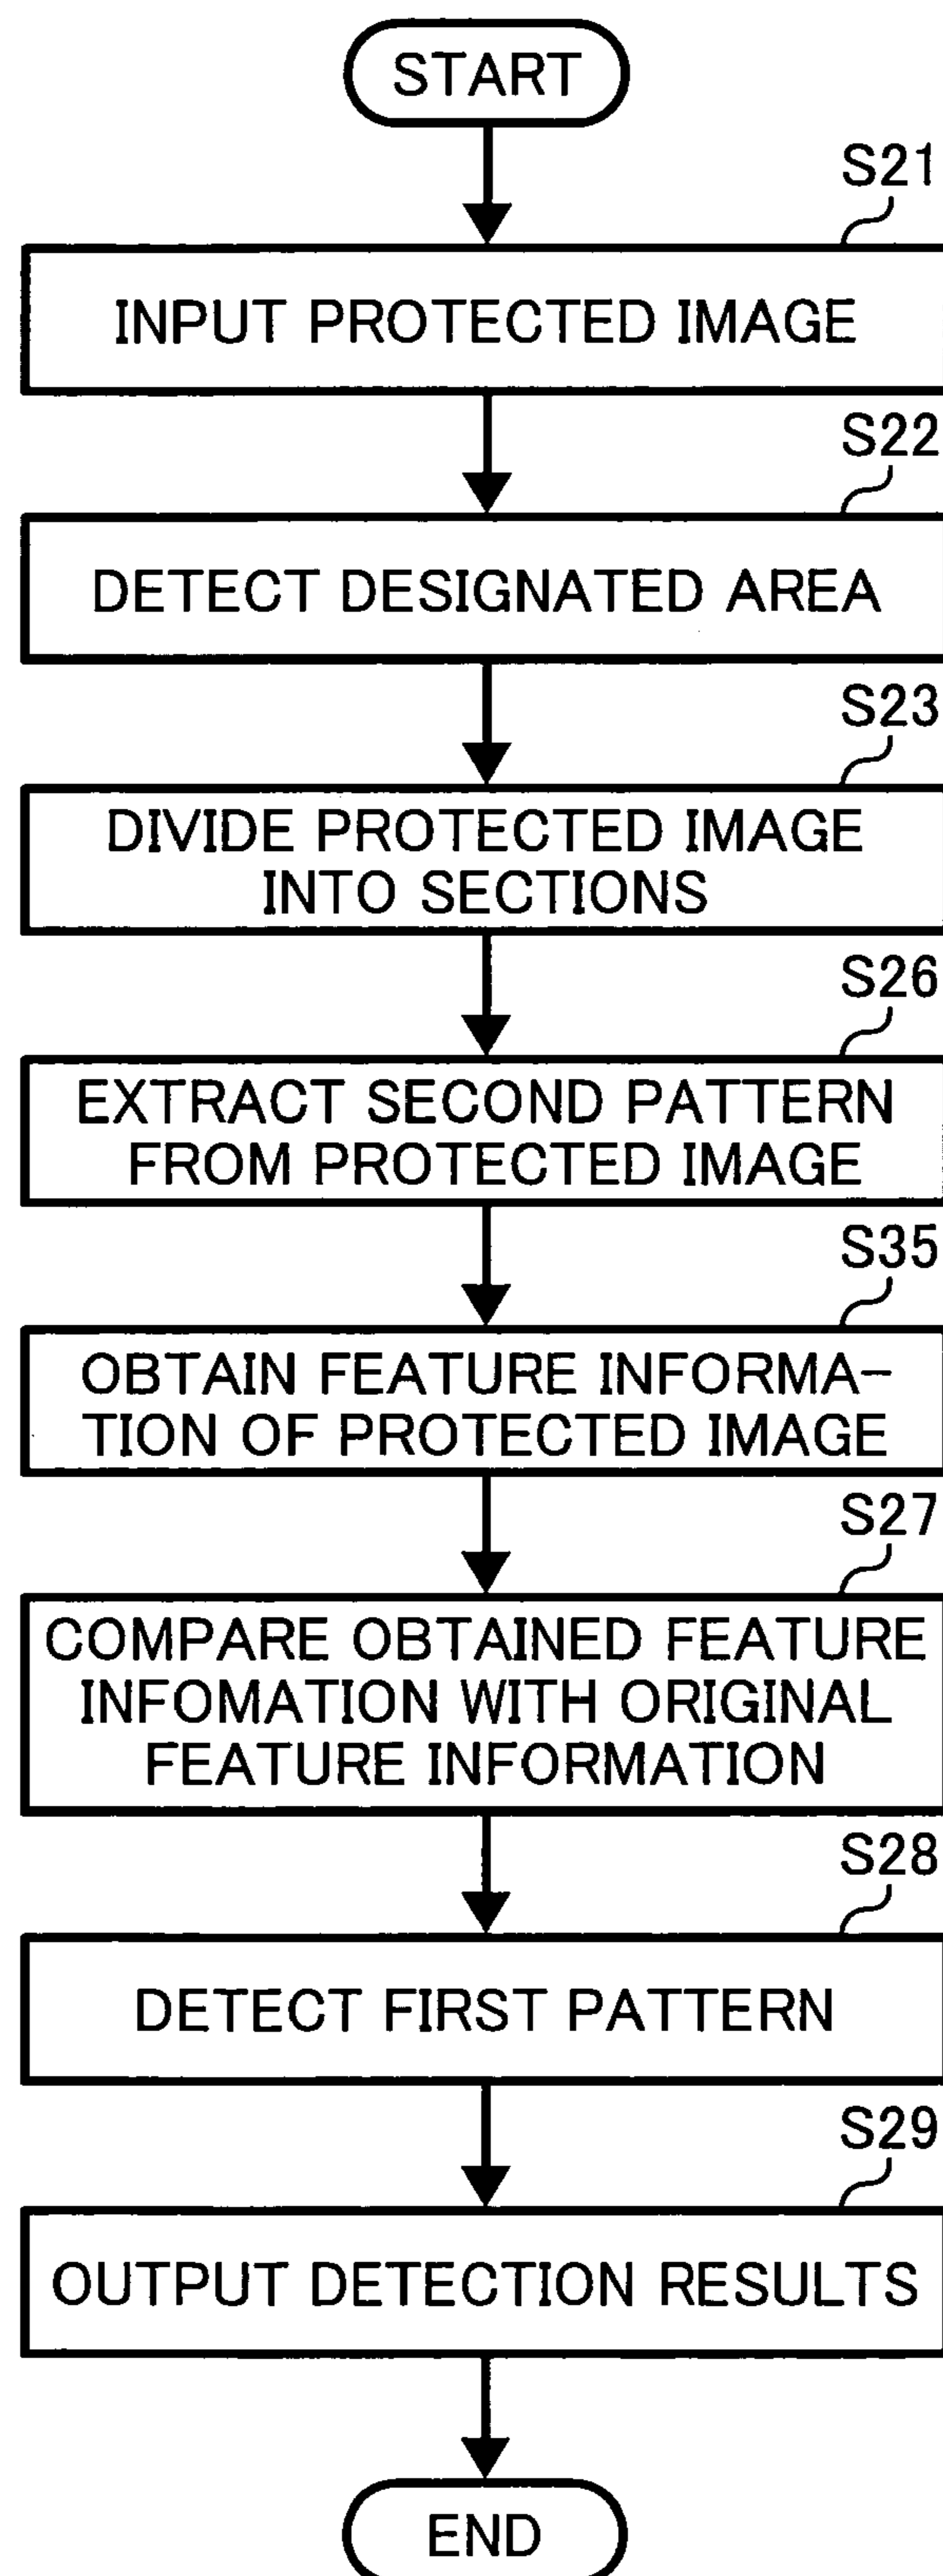 START
S21
INPUT PROTECTED IMAGE
S22
DETECT DESIGNATED AREA
S23
DIVIDE PROTECTED IMAGE
INTO SECTIONS
S26
EXTRACT SECOND PATTERN
FROM PROTECTED IMAGE
S35
OBTAIN FEATURE INFORMA-
TION OF PROTECTED IMAGE
S27
COMPARE OBTAINED FEATURE
INFOMATION WITH ORIGINAL
FEATURE INFORMATION
S28
DETECT FIRST PATTERN
S29
OUTPUT DETECTION RESULTS
END